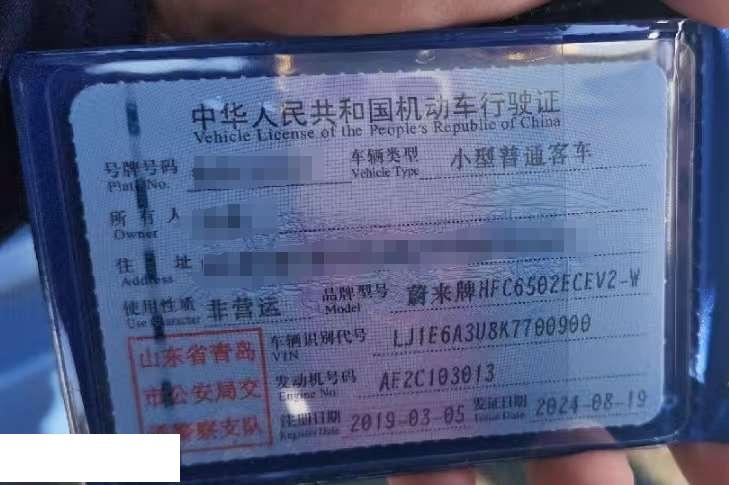 中华人民共和国机动车行驶证
Vehicle License of the People's Republic of China
号牌号码 车辆类型 小型普通客车
Plate No. Vehicle Type
所有人
Owner
住址
Address
使用性质 非营运 品牌型号 蔚来牌HFC6502ECEV2-W
Use Character Model
山东省青岛
市公安局交
警察支队
车辆识别代号 LJ1E6A3U8K7700900
VIN
发动机号码 AE2C103013
Engine No.
注册日期 2019-03-05 发证日期 2024-08-19
Register Date Issue Date